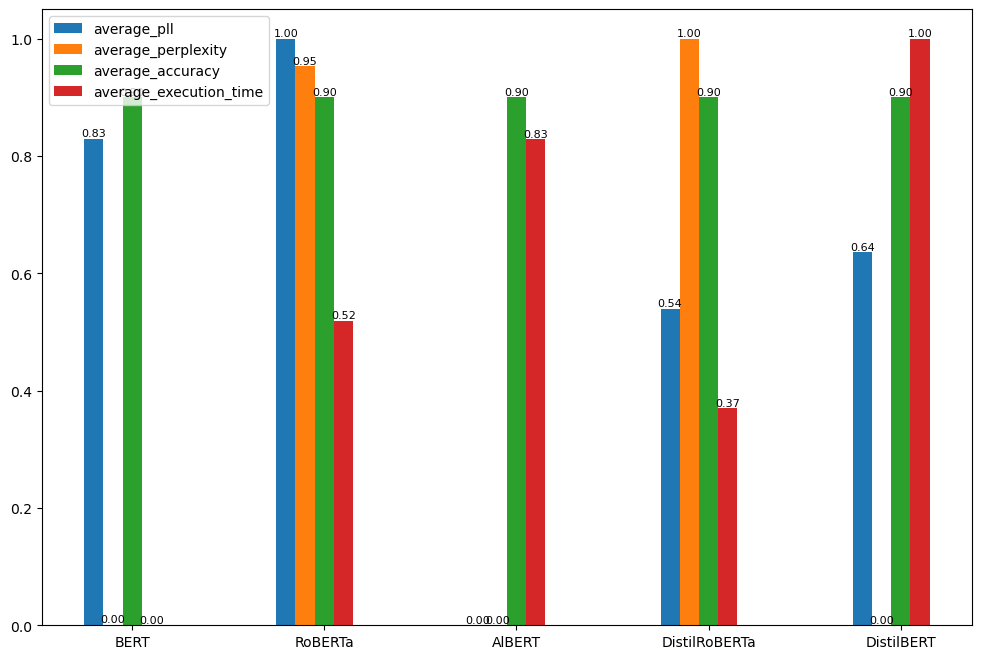 average_pll
average_perplexity
average_accuracy
average_execution_time
1.0
0.8
0.6
0.4
0.2
0.0
0.83
0.00
0.00
1.00
0.95
0.90
0.52
0.00
0.00
0.90
0.83
0.54
1.00
0.90
0.37
0.64
0.00
0.90
1.00
BERT
RoBERTa
AlBERT
DistilRoBERTa
DistilBERT